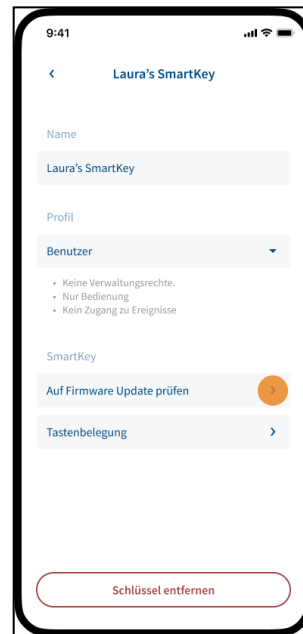 9:41
Laura's SmartKey
Name
Laura's SmartKey
Profil
Benutzer
• Keine Verwaltungsrechte.
• Nur Bedienung
• Kein Zugang zu Ereignisse
SmartKey
Auf Firmware Update prüfen
Tastenbelegung
Schlüssel entfernen